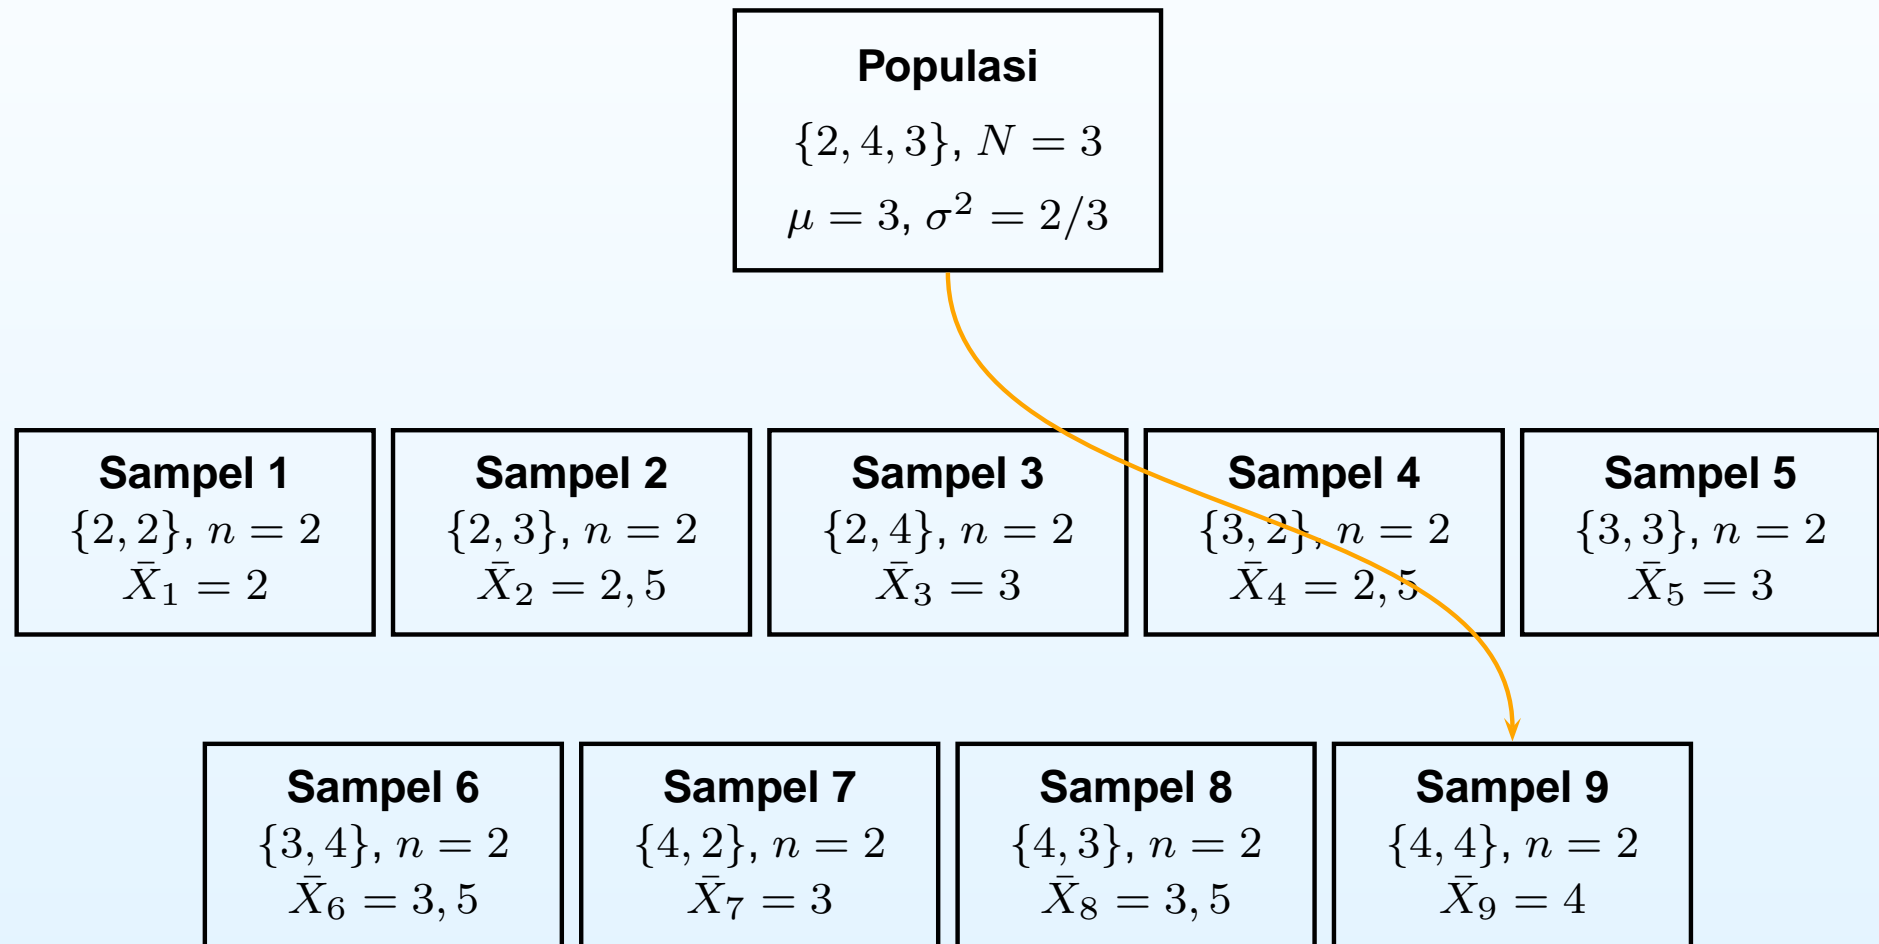 Populasi
{2, 4, 3}, N = 3
μ = 3, σ² = 2/3
Sampel 1
{2, 2}, n = 2
X̄₁ = 2
Sampel 2
{2, 3}, n = 2
X̄₂ = 2, 5
Sampel 3
{2, 4}, n = 2
X̄₃ = 3
Sampel 4
{3, 2}, n = 2
X̄₄ = 2, 5
Sampel 5
{3, 3}, n = 2
X̄₅ = 3
Sampel 6
{3, 4}, n = 2
X̄₆ = 3, 5
Sampel 7
{4, 2}, n = 2
X̄₇ = 3
Sampel 8
{4, 3}, n = 2
X̄₈ = 3, 5
Sampel 9
{4, 4}, n = 2
X̄₉ = 4